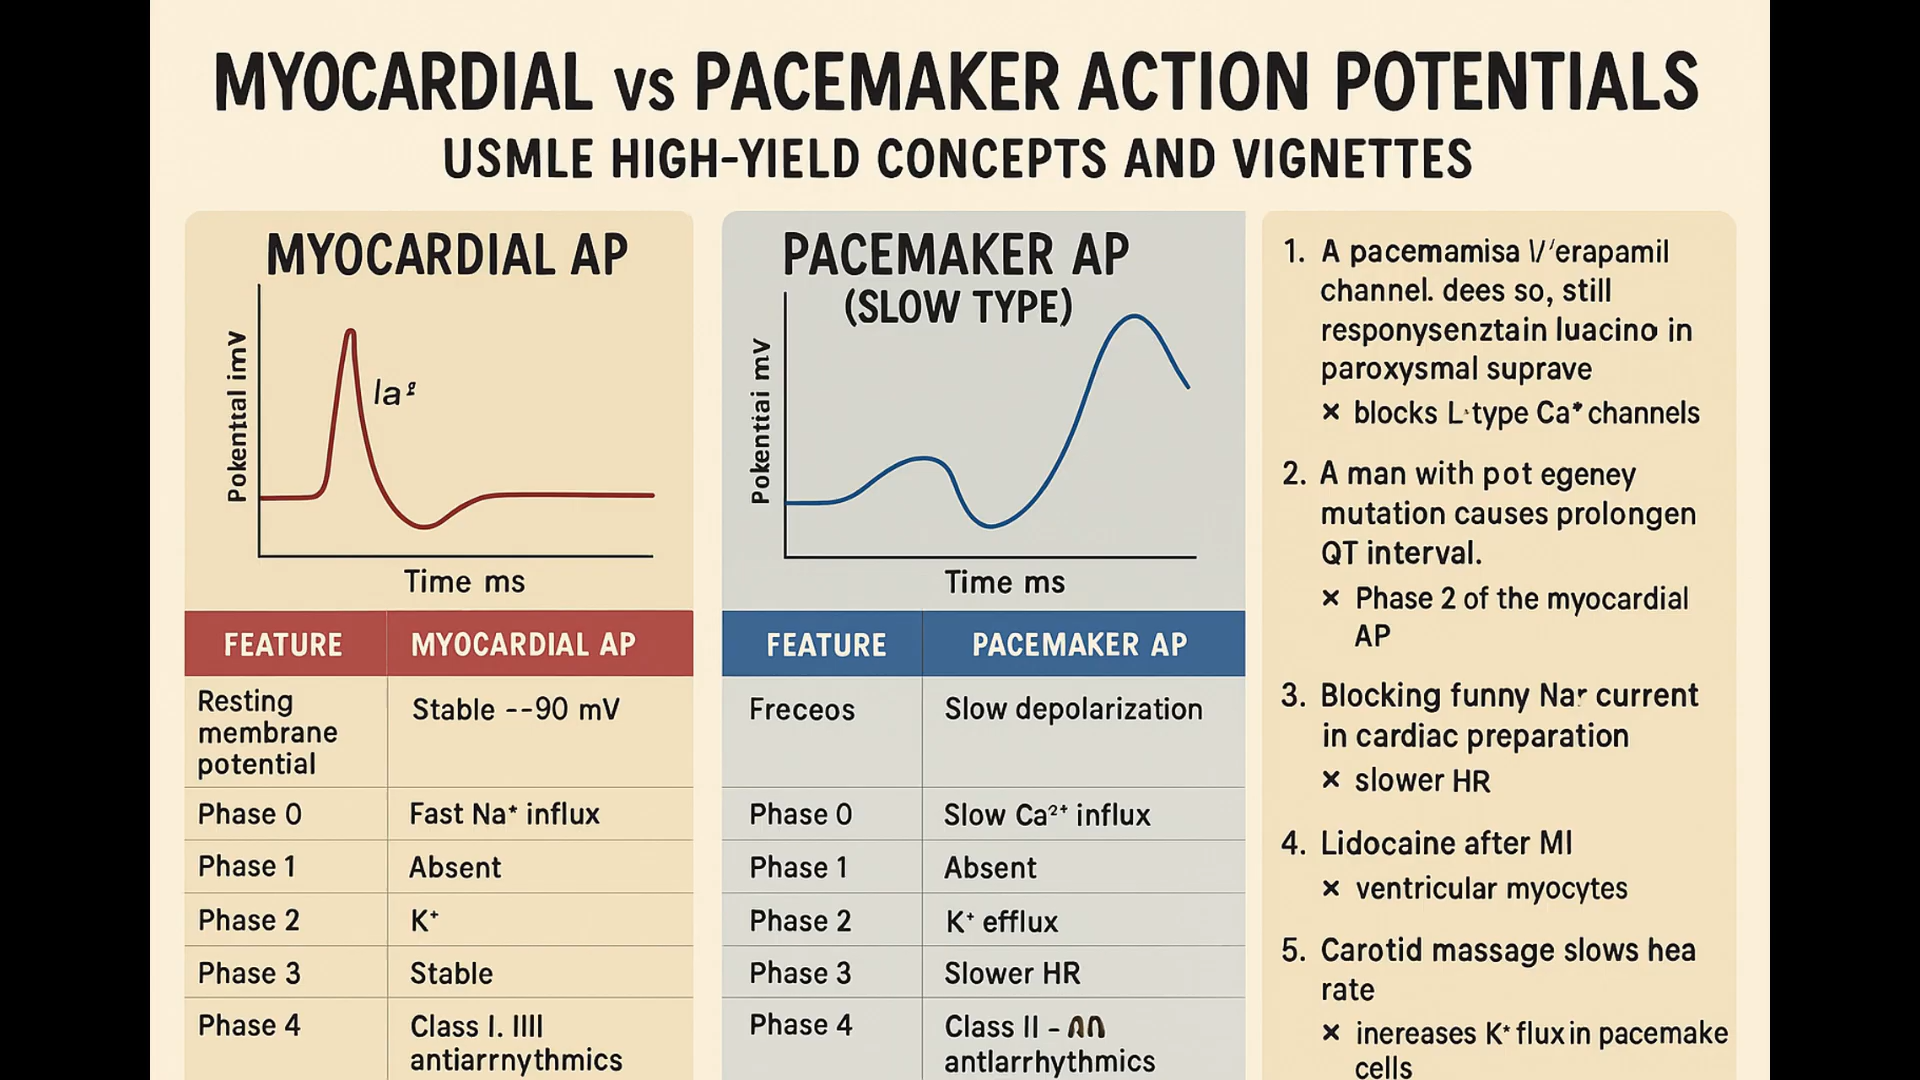 MYOCARDIAL vs PACEMAKER ACTION POTENTIALS
USMLE HIGH-YIELD CONCEPTS AND VIGNETTES
MYOCARDIAL AP
Pokental imV
Time ms
FEATURE MYOCARDIAL AP
Resting membrane potential Stable --90 mV
Phase 0 Fast Na⁺ influx
Phase 1 Absent
Phase 2 K⁺
Phase 3 Stable
Phase 4 Class I. IIII
antiarrnythmics
PACEMAKER AP
(SLOW TYPE)
Pokentiai mV
Time ms
FEATURE PACEMAKER AP
Freceos Slow depolarization
Phase 0 Slow Ca²⁺ influx
Phase 1 Absent
Phase 2 K⁺ efflux
Phase 3 Slower HR
Phase 4 Class II -
antlarrhythmics
1. A pacemamisa
channel. dees so, still
responysenztain luacino in
paroxysmal suprave
× blocks L-type Ca⁺ channels
2. A man with pot egeney
mutation causes prolongen
QT interval.
× Phase 2 of the myocardial
AP
3. Blocking funny Na current
in cardiac preparation
× slower HR
4. Lidocaine after MI
× ventricular myocytes
5. Carotid massage slows hea
rate
× inereases K⁺ flux in pacemake
cells